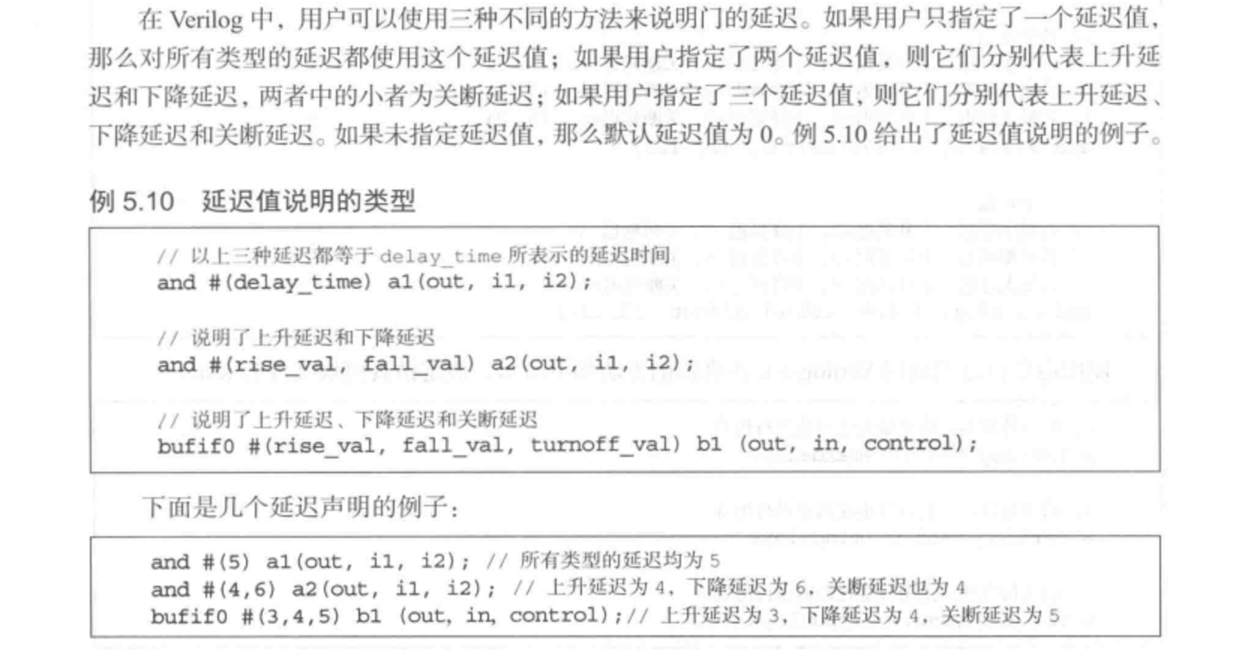 在 Verilog 中，用户可以使用三种不同的方法来说明门的延迟。如果用户只指定了一个延迟值，
那么对所有类型的延迟都使用这个延迟值；如果用户指定了两个延迟值，则它们分别代表上升延
迟和下降延迟，两者中的小者为关断延迟；如果用户指定了三个延迟值，则它们分别代表上升延迟、
下降延迟和关断延迟。如果未指定延迟值，那么默认延迟值为 0。例 5.10 给出了延迟值说明的例子。
例 5.10 延迟值说明的类型
// 以上三种延迟都等于 delay_time 所表示的延迟时间
and #(delay_time) a1(out, i1, i2);
// 说明了上升延迟和下降延迟
and #(rise_val, fall_val) a2(out, i1, i2);
// 说明了上升延迟、下降延迟和关断延迟
bufif0 #(rise_val, fall_val, turnoff_val) b1 (out, in, control);
下面是几个延迟声明的例子：
and #(5) a1(out, i1, i2); // 所有类型的延迟均为 5
and #(4,6) a2(out, i1, i2); // 上升延迟为 4，下降延迟为 6，关断延迟也为 4
bufif0 #(3,4,5) b1 (out, in, control);// 上升延迟为 3，下降延迟为 4，关断延迟为 5